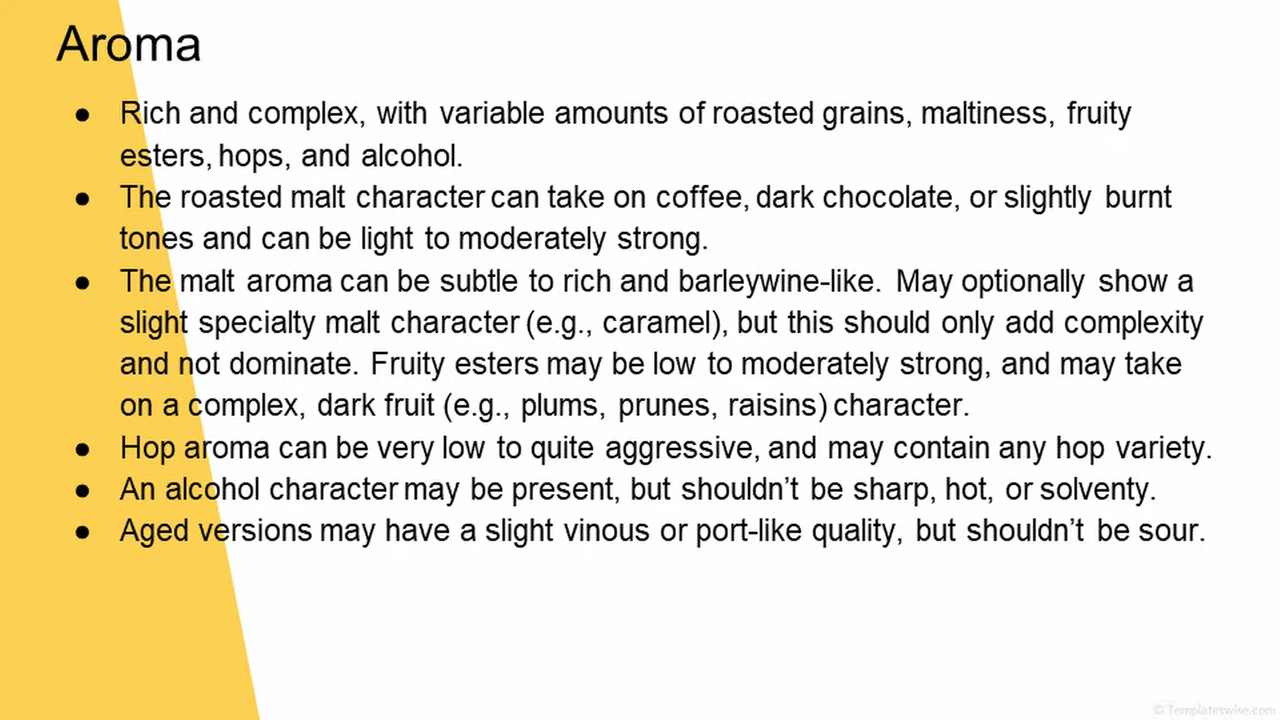 Aroma
● Rich and complex, with variable amounts of roasted grains, maltiness, fruity
esters, hops, and alcohol.
● The roasted malt character can take on coffee, dark chocolate, or slightly burnt
tones and can be light to moderately strong.
● The malt aroma can be subtle to rich and barleywine-like. May optionally show a
slight specialty malt character (e.g., caramel), but this should only add complexity
and not dominate. Fruity esters may be low to moderately strong, and may take
on a complex, dark fruit (e.g., plums, prunes, raisins) character.
● Hop aroma can be very low to quite aggressive, and may contain any hop variety.
● An alcohol character may be present, but shouldn’t be sharp, hot, or solventy.
● Aged versions may have a slight vinous or port-like quality, but shouldn’t be sour.
© Templateswise.com